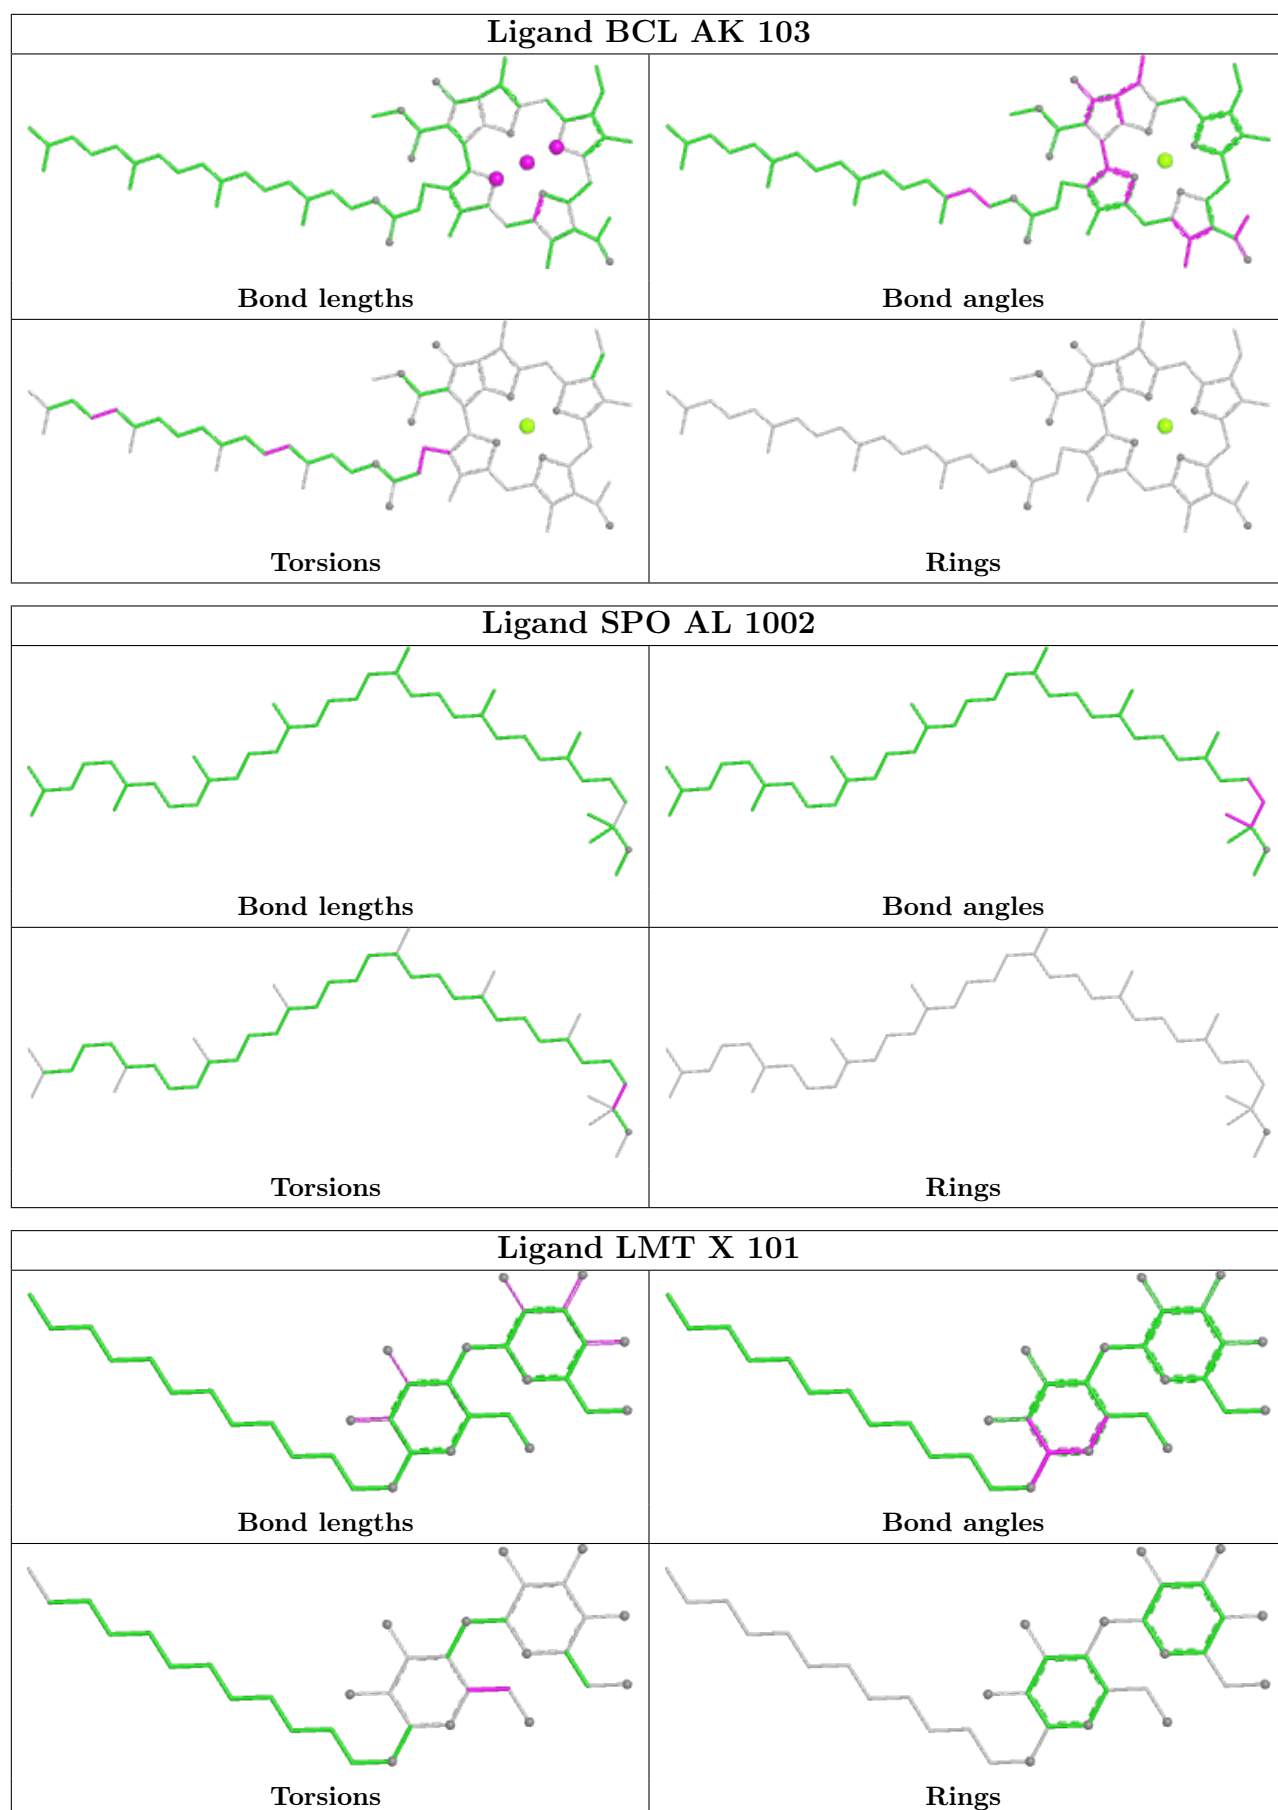 Ligand BCL AK 103
Bond lengths
Bond angles
Torsions
Rings
Ligand SPO AL 1002
Bond lengths
Bond angles
Torsions
Rings
Ligand LMT X 101
Bond lengths
Bond angles
Torsions
Rings